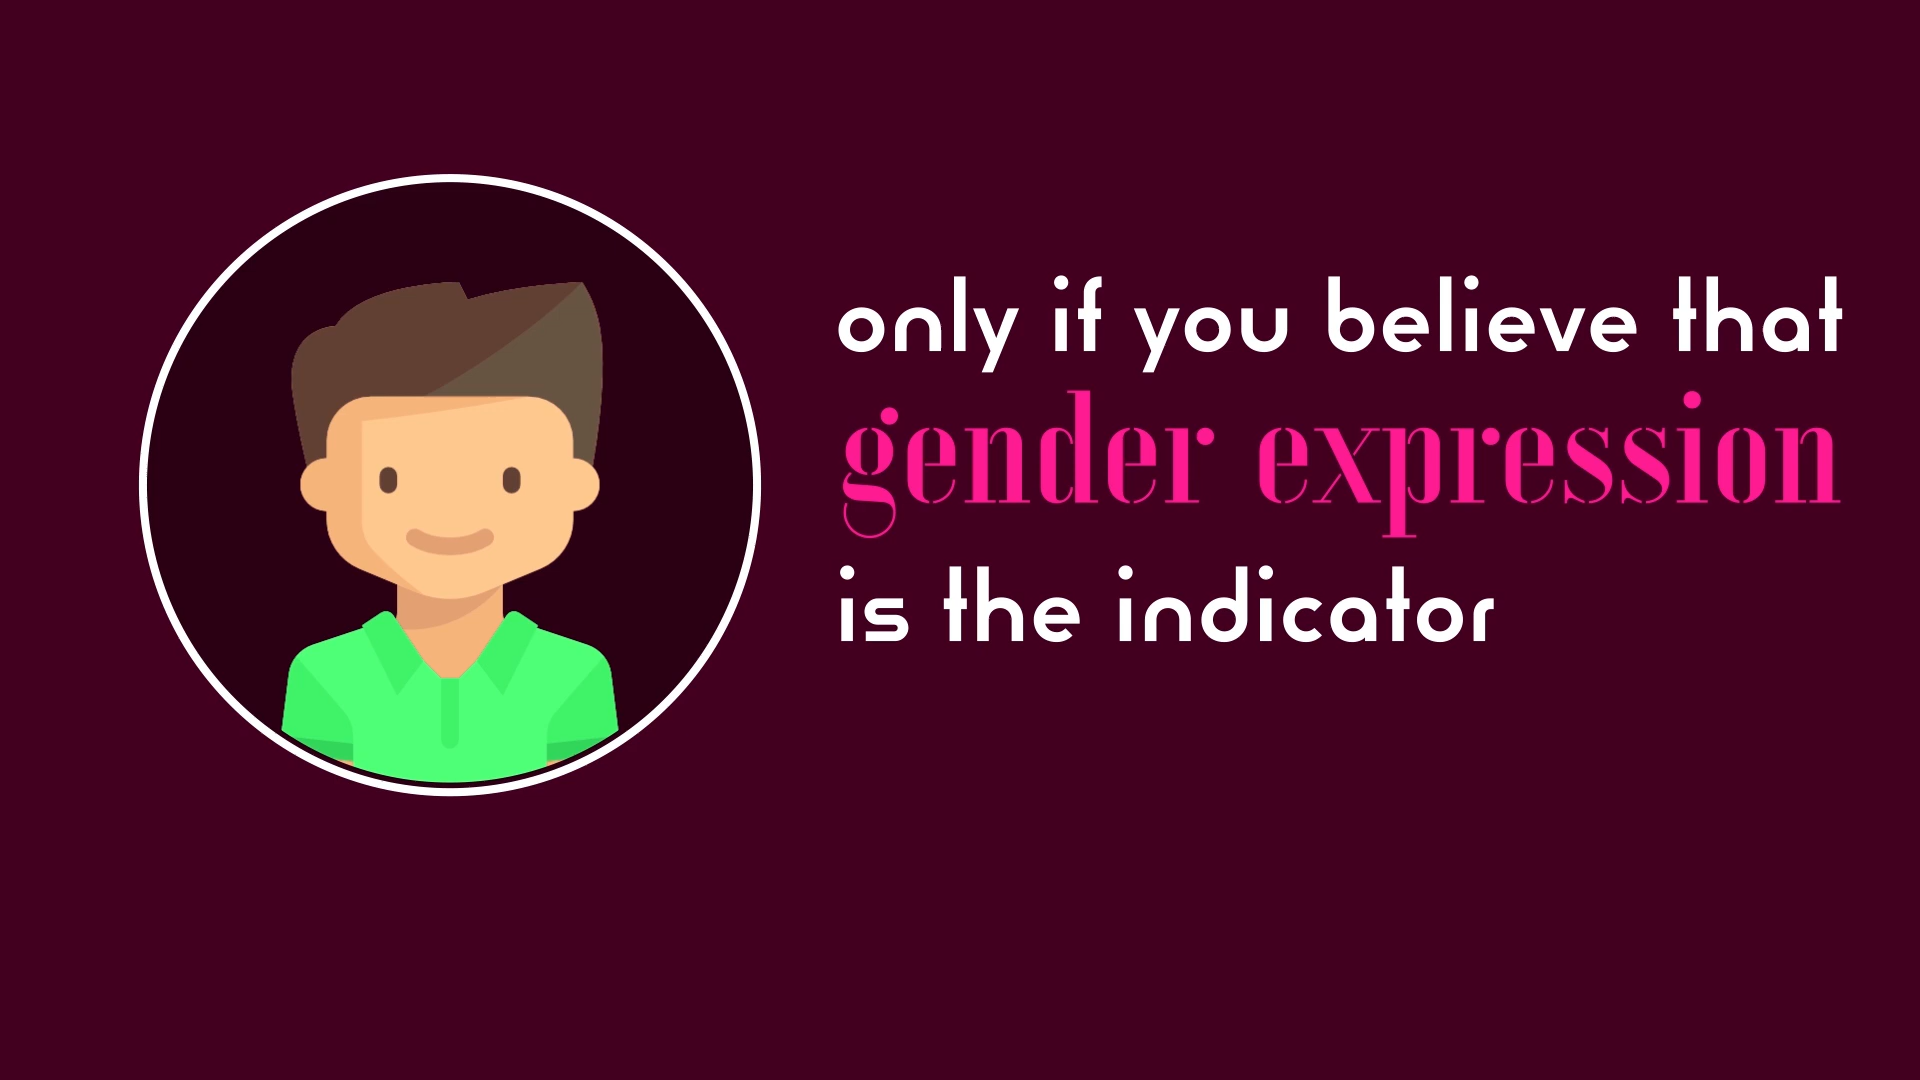 only if you believe that
gender expression
is the indicator